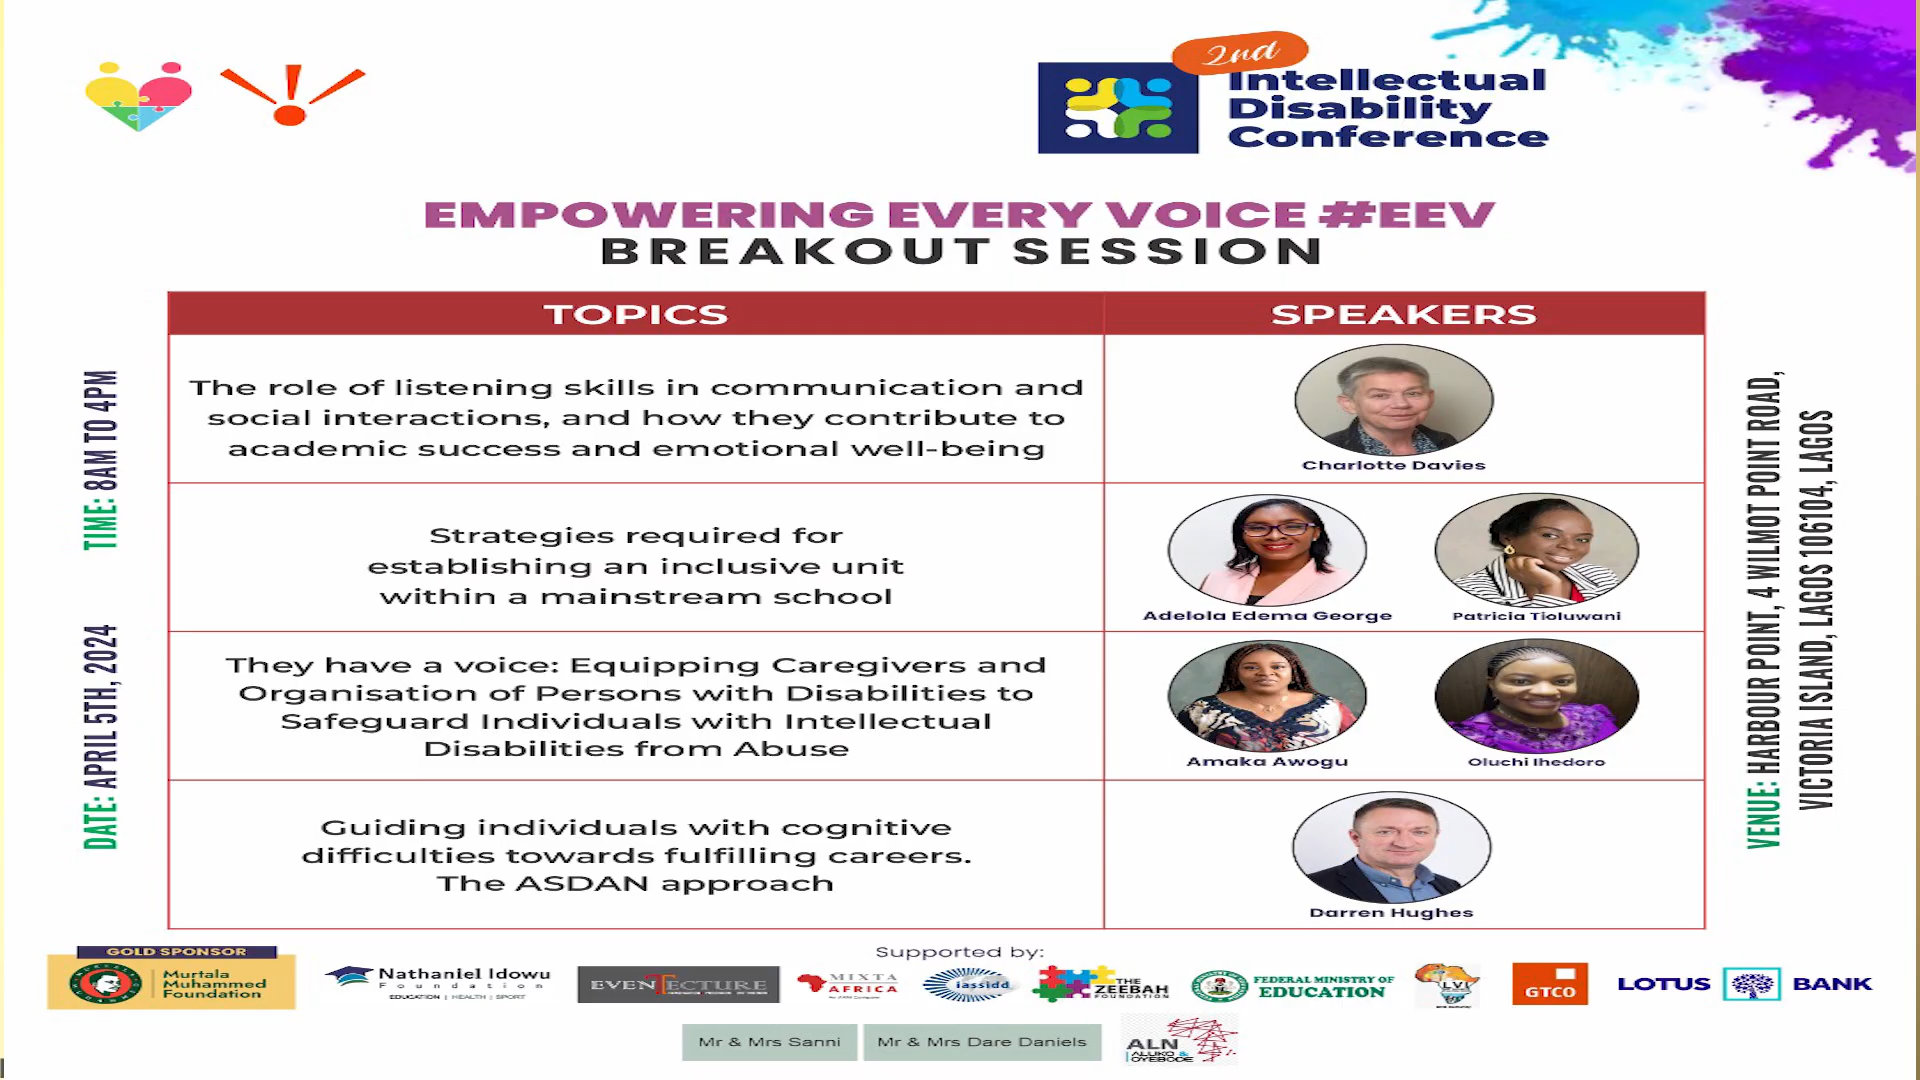 2nd
Intellectual
Disability
Conference
EMPOWERING EVERY VOICE #EEV
BREAKOUT SESSION
TOPICS
SPEAKERS
The role of listening skills in communication and
social interactions, and how they contribute to
academic success and emotional well-being
Charlotte Davies
Strategies required for
establishing an inclusive unit
within a mainstream school
Adelola Edema George
Patricia Tioluwani
They have a voice: Equipping Caregivers and
Organisation of Persons with Disabilities to
Safeguard Individuals with Intellectual
Disabilities from Abuse
Amaka Awogu
Oluchi Ihedoro
Guiding individuals with cognitive
difficulties towards fulfilling careers.
The ASDAN approach
Darren Hughes
TIME: 8AM TO 4PM
DATE: APRIL 5TH, 2024
VENUE: HARBOUR POINT, 4 WILMOT POINT ROAD,
VICTORIA ISLAND, LAGOS 106104, LAGOS
GOLD SPONSOR
Murtala
Muhammed
Foundation
Supported by:
Nathaniel Idowu
Foundation
EDUCATION | HEALTH | SPORT
EVENTECTURE
MIXTA
AFRICA
iassidd
THE
ZEEBAH
FOUNDATION
FEDERAL MINISTRY OF
EDUCATION
LVI
GTCO
LOTUS BANK
Mr & Mrs Sanni
Mr & Mrs Dare Daniels
ALN
ALUKO &
OYEBODE